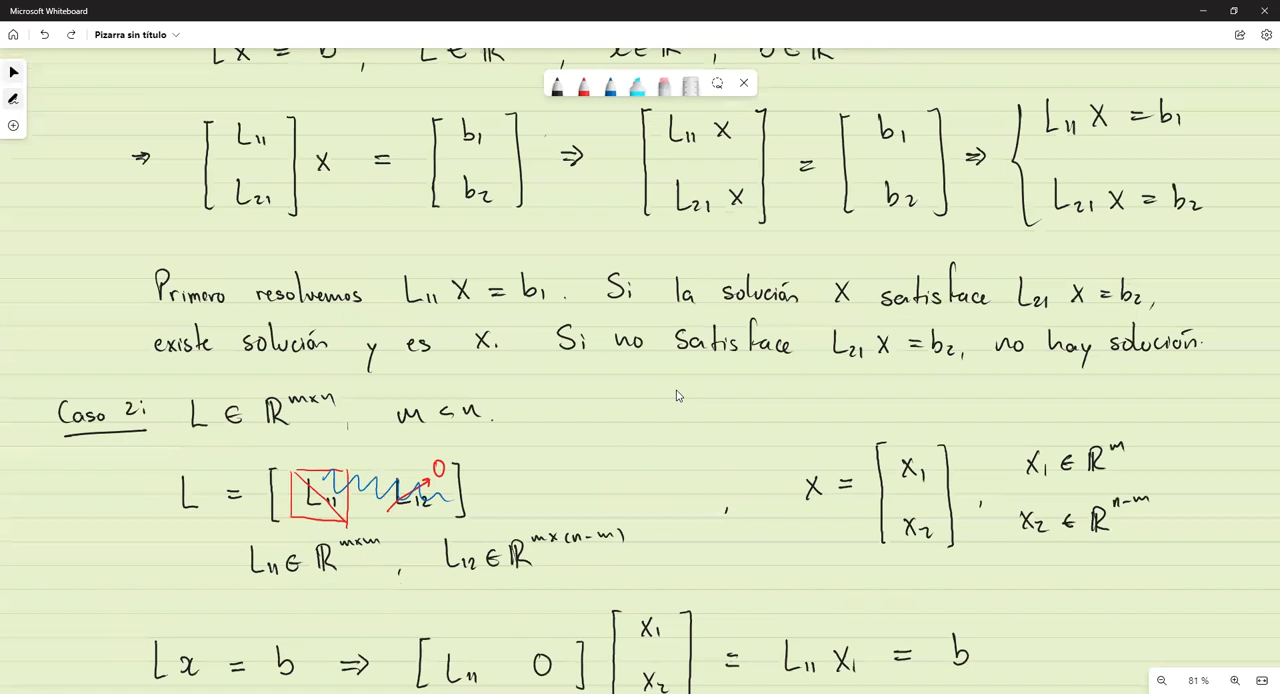 Microsoft Whiteboard
Pizarra sin título
Lx = b , L ∈ ℝ , x ∈ ℝ , b ∈ ℝ
⇒ [ L₁₁ L₂₁ ] x = [ b₁ b₂ ] ⇒ [ L₁₁ x L₂₁ x ] = [ b₁ b₂ ] ⇒ { L₁₁ x = b₁ L₂₁ x = b₂
Primero resolvemos L₁₁ x = b₁. Si la solución x satisface L₂₁ x = b₂,
existe solución y es x. Si no satisface L₂₁ x = b₂, no hay solución.
Caso 2: L ∈ ℝ^{m×n}, m < n.
L = [ L₁₁ L₁₂ 0 ] , x = [ x₁ x₂ ] , x₁ ∈ ℝ^m x₂ ∈ ℝ^{n-m}
L₁₁ ∈ ℝ^{m×m}, L₁₂ ∈ ℝ^{m×(n-m)}
Lx = b ⇒ [ L₁₁ 0 ] [ x₁ x₂ ] = L₁₁ x₁ = b
81 %